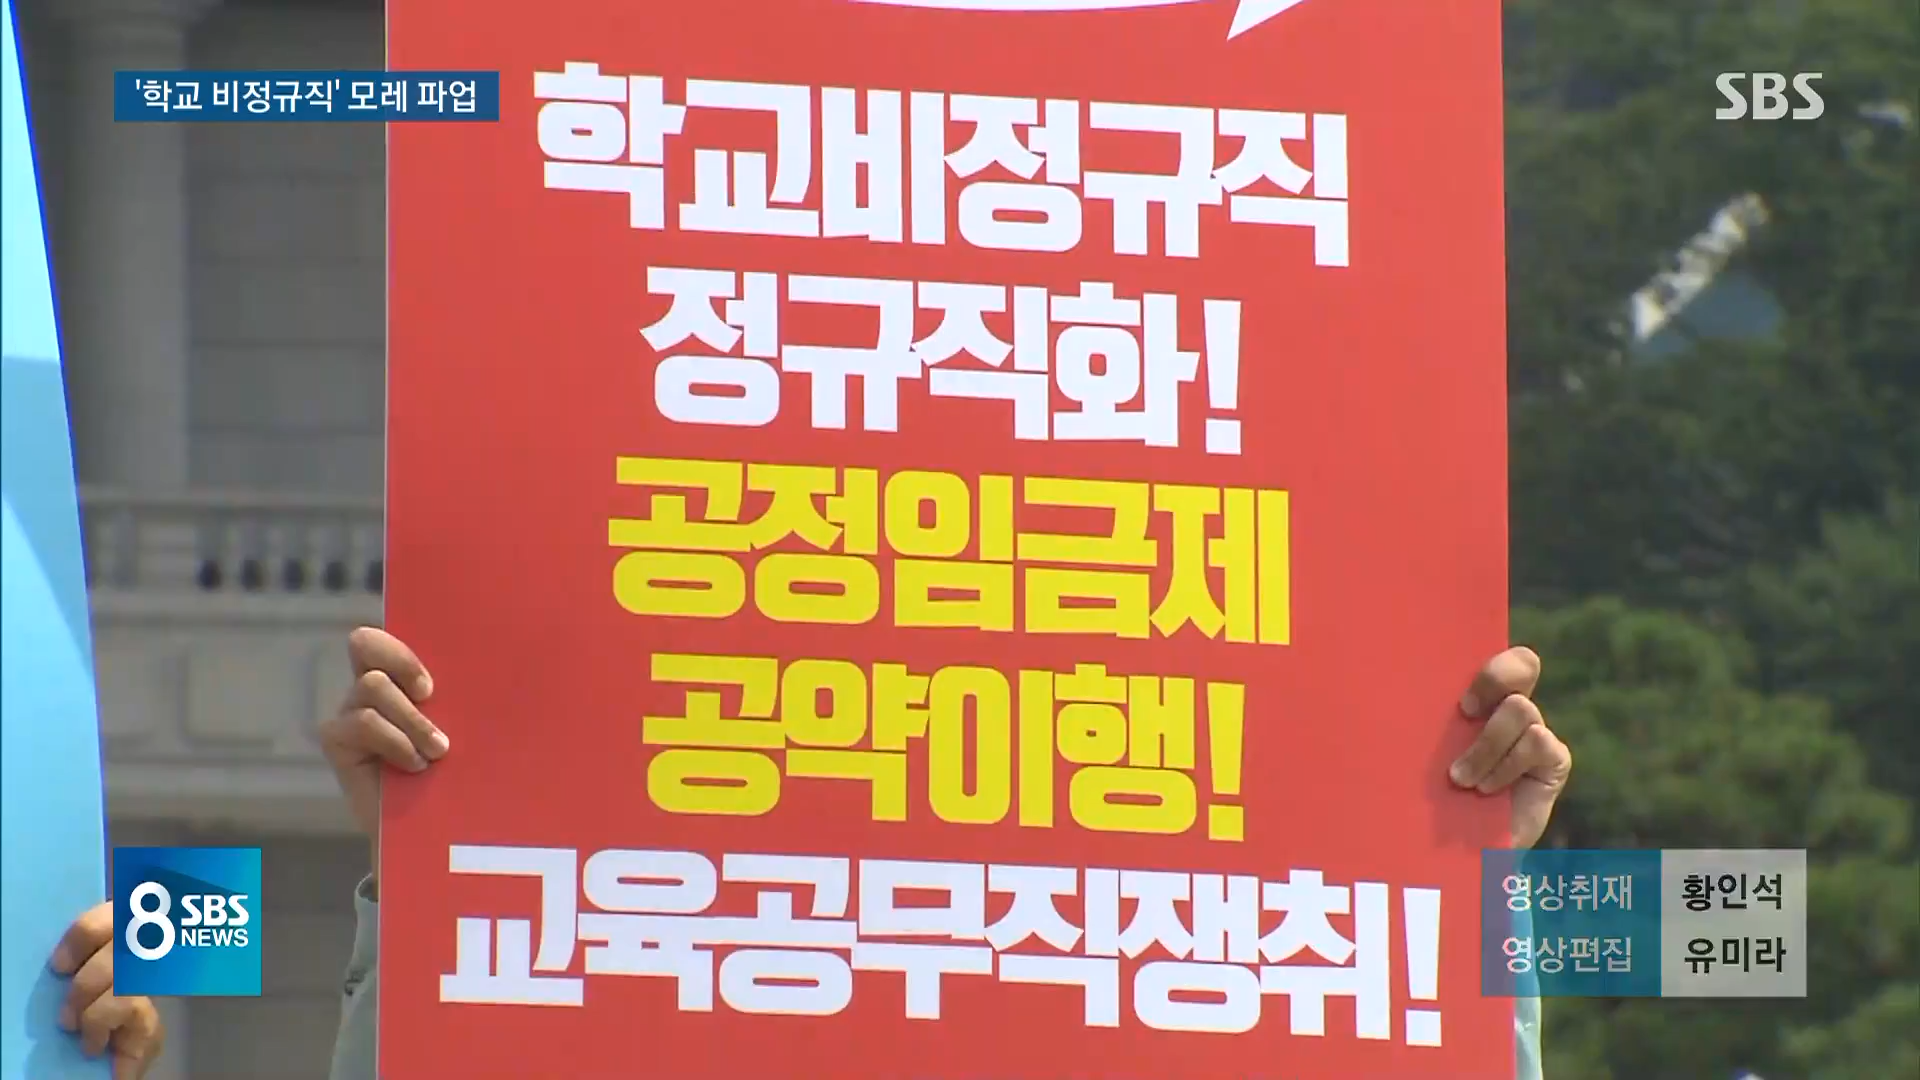 '학교 비정규직' 모레 파업
SBS
학교비정규직
정규직화!
공정임금제
공약이행!
교육공무직쟁취!
8 SBS NEWS
영상취재 황인석
영상편집 유미라